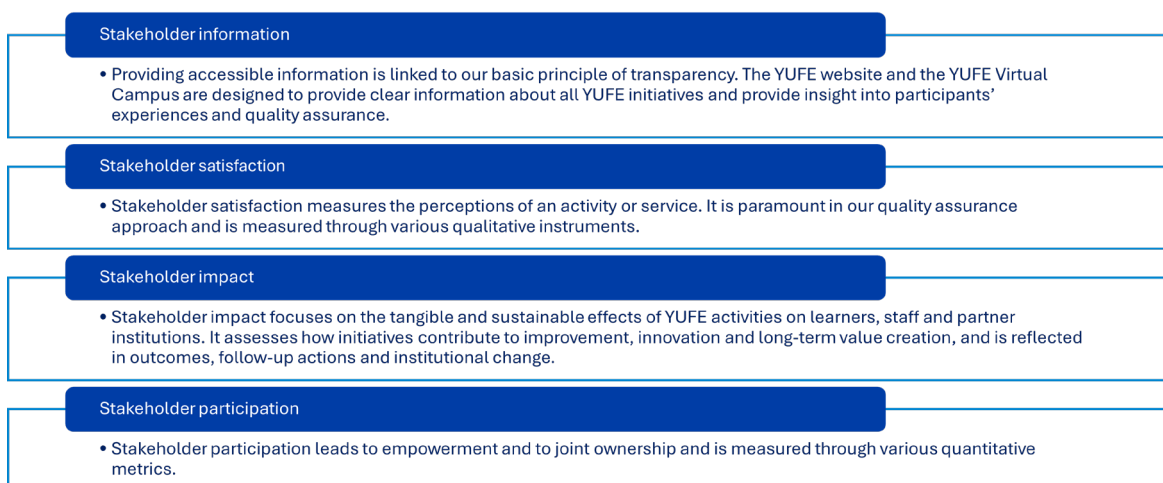 Stakeholder information
• Providing accessible information is linked to our basic principle of transparency. The YUFE website and the YUFE Virtual
Campus are designed to provide clear information about all YUFE initiatives and provide insight into participants'
experiences and quality assurance.
Stakeholder satisfaction
• Stakeholder satisfaction measures the perceptions of an activity or service. It is paramount in our quality assurance
approach and is measured through various qualitative instruments.
Stakeholder impact
• Stakeholder impact focuses on the tangible and sustainable effects of YUFE activities on learners, staff and partner
institutions. It assesses how initiatives contribute to improvement, innovation and long-term value creation, and is reflected
in outcomes, follow-up actions and institutional change.
Stakeholder participation
• Stakeholder participation leads to empowerment and to joint ownership and is measured through various quantitative
metrics.